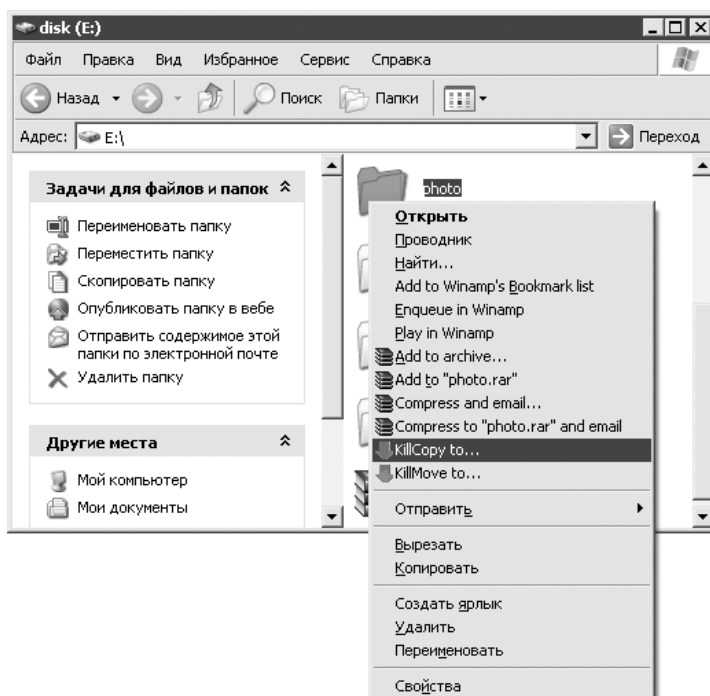 disk (E:)
Файл Правка Вид Избранное Сервис Справка
Назад Поиск Папки
Адрес: E:\ Переход
Задачи для файлов и папок
Переименовать папку
Переместить папку
Скопировать папку
Опубликовать папку в вебе
Отправить содержимое этой
папки по электронной почте
Удалить папку
Другие места
Мой компьютер
Мои документы
photo
Открыть
Проводник
Найти...
Add to Winamp's Bookmark list
Enqueue in Winamp
Play in Winamp
Add to archive...
Add to "photo.rar"
Compress and email...
Compress to "photo.rar" and email
KillCopy to...
KillMove to...
Отправить
Вырезать
Копировать
Создать ярлык
Удалить
Переименовать
Свойства